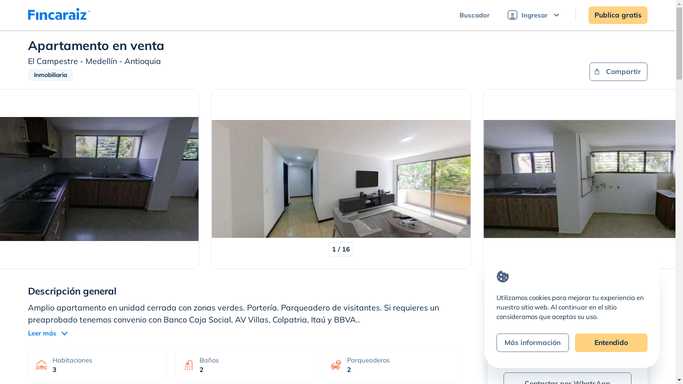 Fincaraiz
Buscador
Ingresar
Publica gratis
Apartamento en venta
El Campestre - Medellín - Antioquia
Inmobiliaria
Compartir
1 / 16
Descripción general
Amplio apartamento en unidad cerrada con zonas verdes. Portería. Parqueadero de visitantes. Si requieres un
preaprobado tenemos convenio con Banco Caja Social, AV Villas, Colpatria, Itaú y BBVA..
Leer más
Habitaciones
3
Baños
2
Parqueaderos
2
Utilizamos cookies para mejorar tu experiencia en
nuestro sitio web. Al continuar en el sitio
consideramos que aceptas su uso.
Más información
Entendido
Contactar por WhatsApp